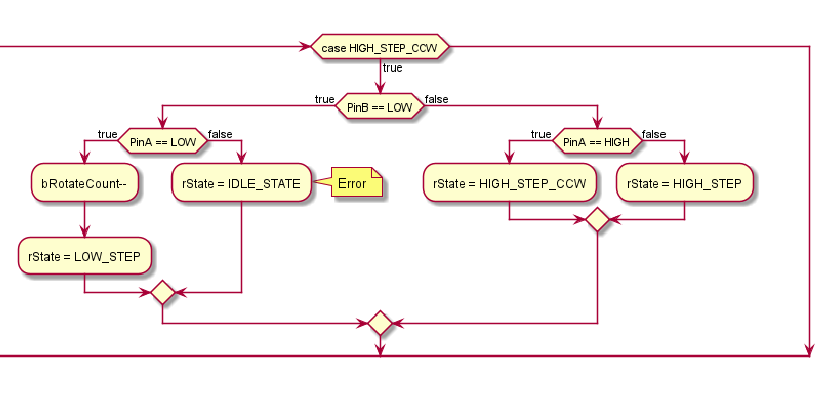 case HIGH_STEP_CCW
true
PinB == LOW
true
false
PinA == LOW
true
false
PinA == HIGH
true
false
bRotateCount--
rState = IDLE_STATE
Error
rState = HIGH_STEP_CCW
rState = HIGH_STEP
rState = LOW_STEP